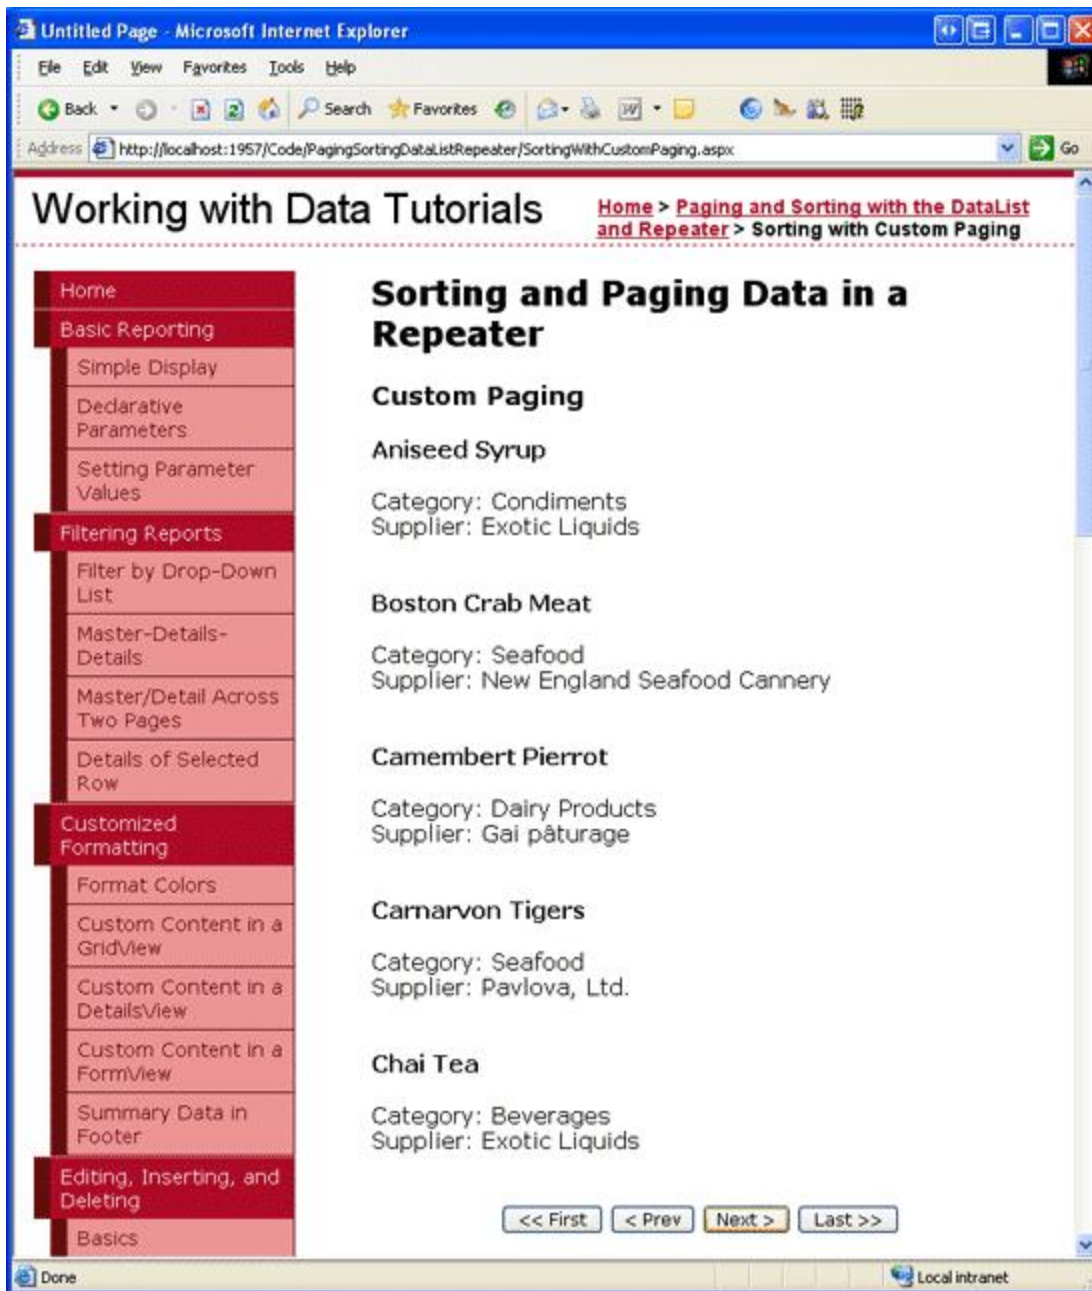 Untitled Page - Microsoft Internet Explorer
File Edit View Favorites Tools Help
Back Search Favorites
Address http://localhost:1957/Code/PagingSortingDataListRepeater/SortingWithCustomPaging.aspx Go
Working with Data Tutorials
Home > Paging and Sorting with the DataList
and Repeater > Sorting with Custom Paging
Home
Basic Reporting
Simple Display
Declarative
Parameters
Setting Parameter
Values
Filtering Reports
Filter by Drop-Down
List
Master-Details-
Details
Master/Detail Across
Two Pages
Details of Selected
Row
Customized
Formatting
Format Colors
Custom Content in a
GridView
Custom Content in a
DetailsView
Custom Content in a
FormView
Summary Data in
Footer
Editing, Inserting, and
Deleting
Basics
Sorting and Paging Data in a
Repeater
Custom Paging
Aniseed Syrup
Category: Condiments
Supplier: Exotic Liquids
Boston Crab Meat
Category: Seafood
Supplier: New England Seafood Cannery
Camembert Pierrot
Category: Dairy Products
Supplier: Gai pâturage
Carnarvon Tigers
Category: Seafood
Supplier: Pavlova, Ltd.
Chai Tea
Category: Beverages
Supplier: Exotic Liquids
<< First < Prev Next > Last >>
Done Local intranet